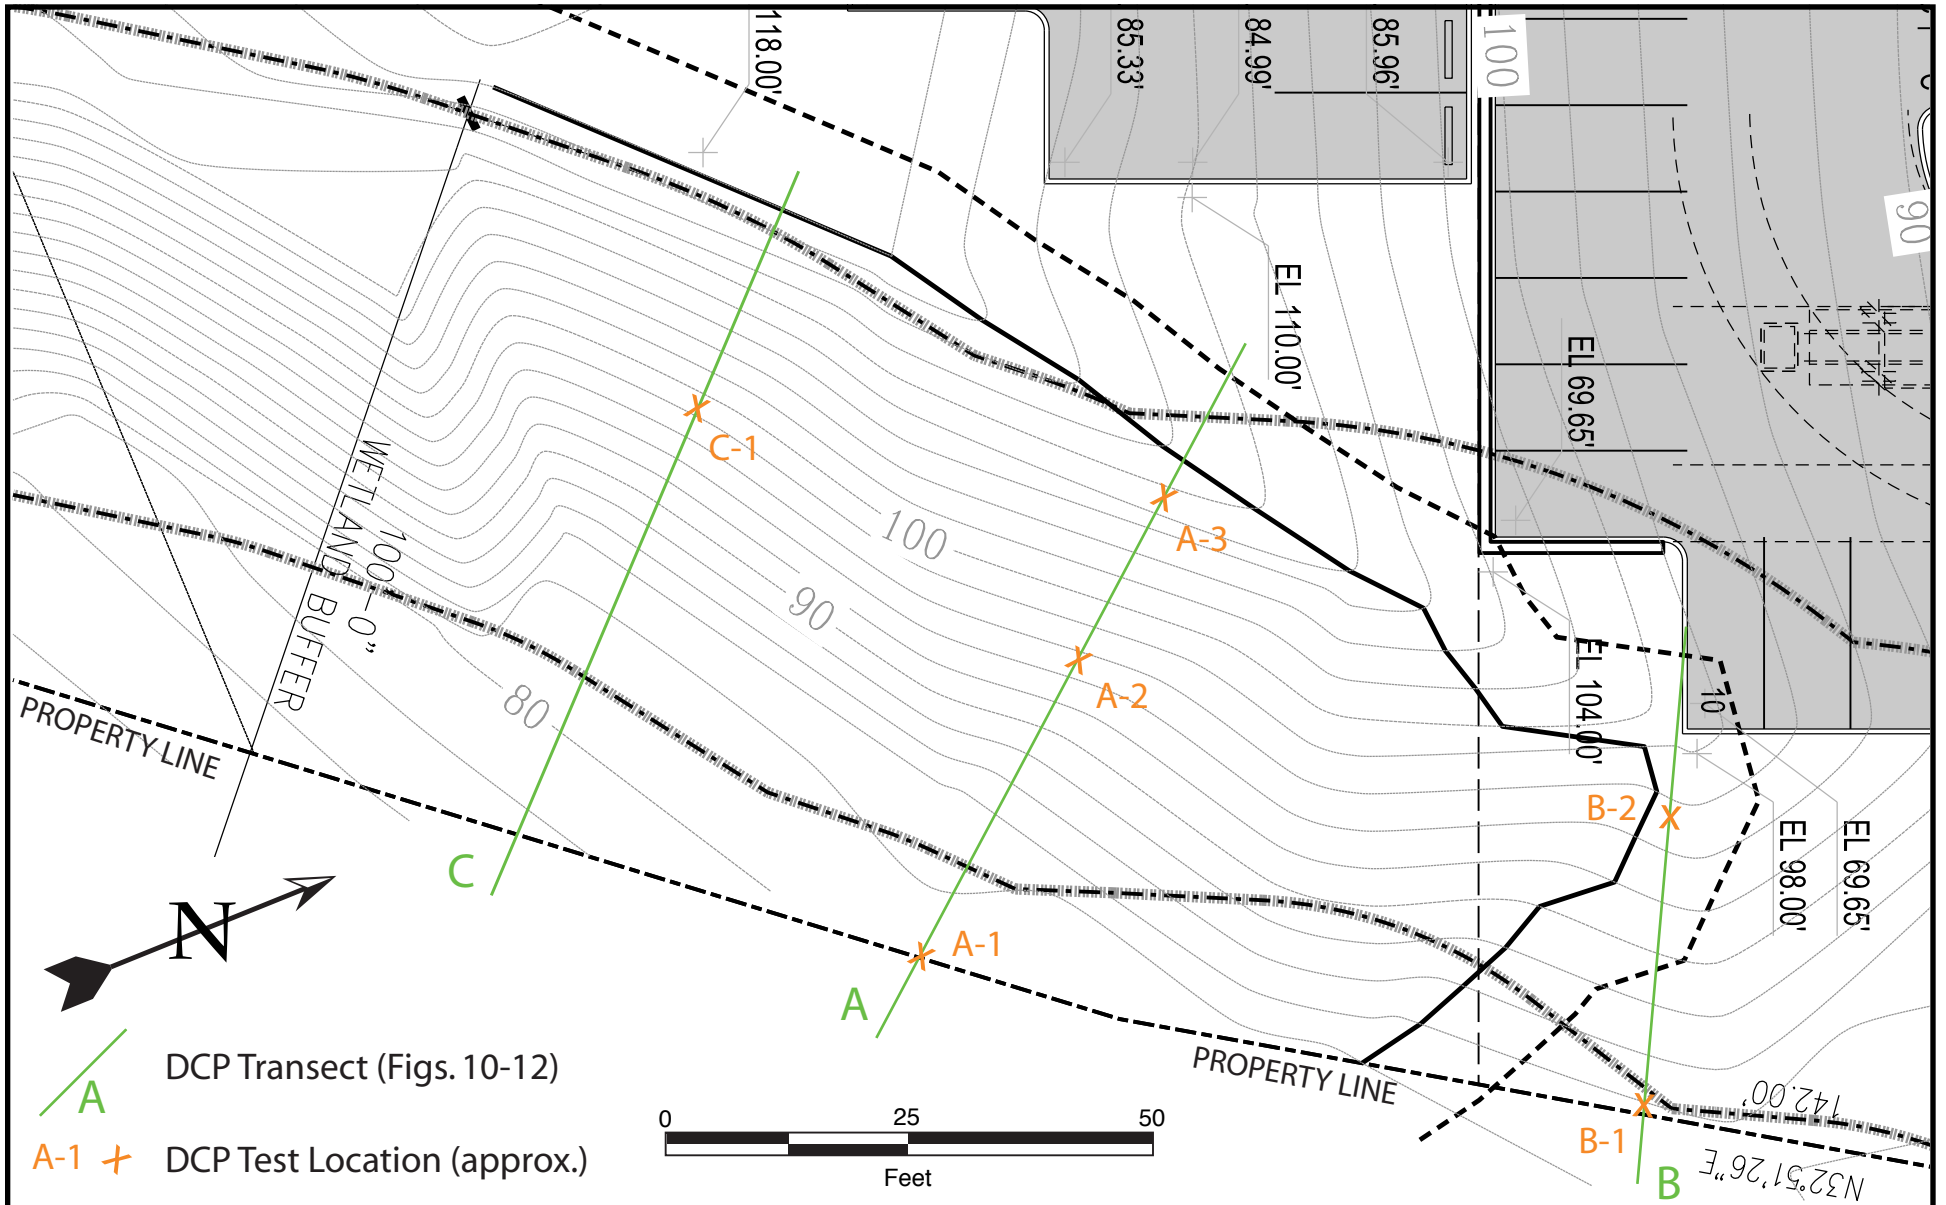 118.00'
85.33'
84.99'
85.96'
100
90
EL 110.00'
EL 69.65'
C-1
A-3
100
90
80
A-2
100'-0"
WETLAND BUFFER
EL 104.00'
10
B-2
EL 98.00'
EL 69.65'
PROPERTY LINE
C
A-1
A
N
PROPERTY LINE
142.00'
B-1
N32°51'26"E
B
A
DCP Transect (Figs. 10-12)
A-1
DCP Test Location (approx.)
0
25
50
Feet